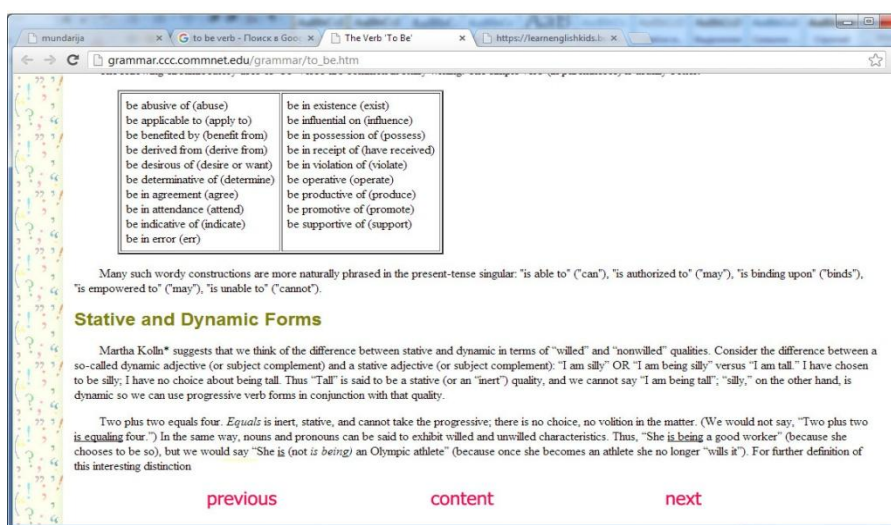 mundarija
to be verb - Поиск в Goo
The Verb 'To Be'
https://learnenglishkids.b
grammar.ccc.commnet.edu/grammar/to_be.htm
be abusive of (abuse)
be applicable to (apply to)
be benefited by (benefit from)
be derived from (derive from)
be desirous of (desire or want)
be determinative of (determine)
be in agreement (agree)
be in attendance (attend)
be indicative of (indicate)
be in error (err)
be in existence (exist)
be influential on (influence)
be in possession of (possess)
be in receipt of (have received)
be in violation of (violate)
be operative (operate)
be productive of (produce)
be promotive of (promote)
be supportive of (support)
Many such wordy constructions are more naturally phrased in the present-tense singular: "is able to" ("can"), "is authorized to" ("may"), "is binding upon" ("binds"),
"is empowered to" ("may"), "is unable to" ("cannot").
Stative and Dynamic Forms
Martha Kolln* suggests that we think of the difference between stative and dynamic in terms of “willed” and “nonwilled” qualities. Consider the difference between a
so-called dynamic adjective (or subject complement) and a stative adjective (or subject complement): “I am silly” OR “I am being silly” versus “I am tall.” I have chosen
to be silly; I have no choice about being tall. Thus “Tall” is said to be a stative (or an “inert”) quality, and we cannot say “I am being tall”; “silly,” on the other hand, is
dynamic so we can use progressive verb forms in conjunction with that quality.
Two plus two equals four. Equals is inert, stative, and cannot take the progressive; there is no choice, no volition in the matter. (We would not say, “Two plus two
is equaling four.”) In the same way, nouns and pronouns can be said to exhibit willed and unwilled characteristics. Thus, “She is being a good worker” (because she
chooses to be so), but we would say “She is (not is being) an Olympic athlete” (because once she becomes an athlete she no longer “wills it”). For further definition of
this interesting distinction
previous
content
next